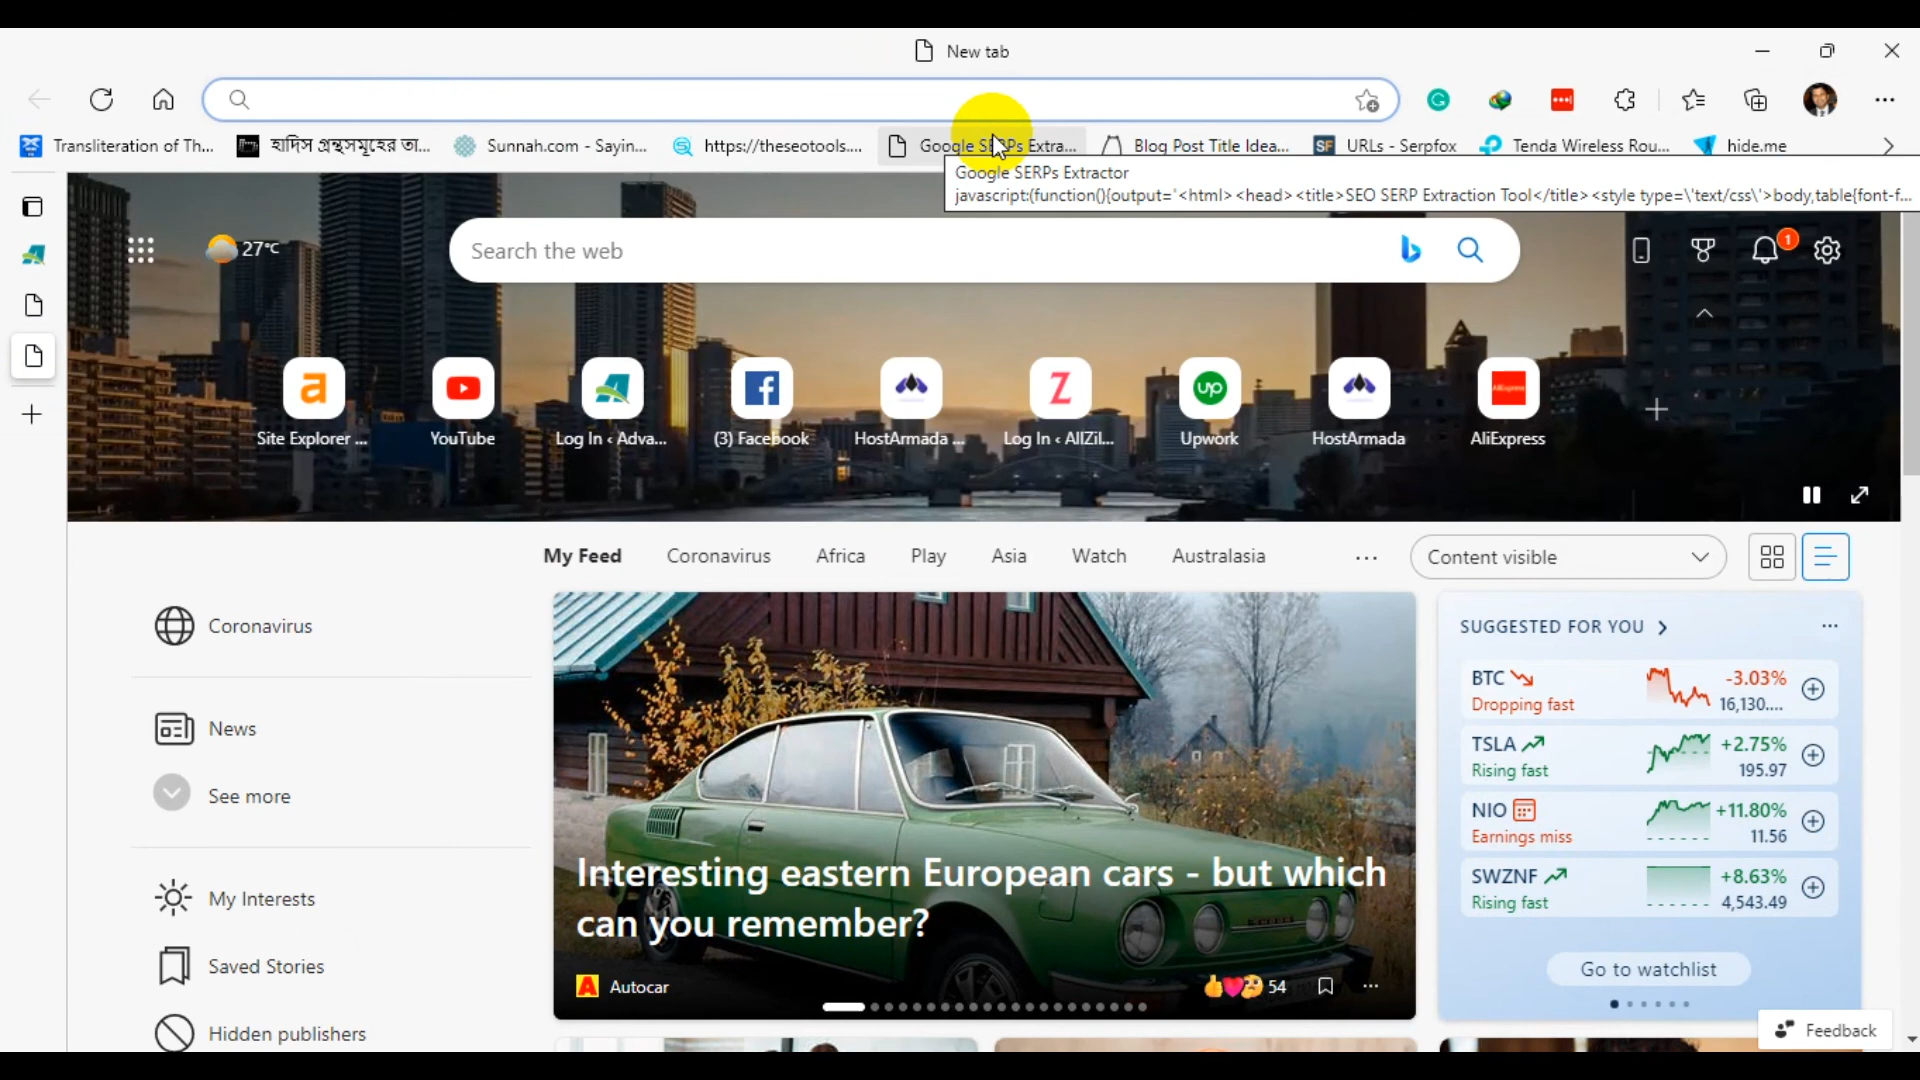 New tab
Transliteration of Th...
হাদিস গ্রন্থসমূহের তা...
Sunnah.com - Sayin...
https://theseotools....
Google SERPs Extra...
Blog Post Title Idea...
SF URLs - Serpfox
Tenda Wireless Rou...
hide.me
Google SERPs Extractor
javascript:(function(){output='<html><head><title>SEO SERP Extraction Tool</title><style type=\'text/css\'>body,table{font-f...
27°C
Search the web
1
Site Explorer ...
YouTube
Log In ‹ Adva...
(3) Facebook
HostArmada ...
Log In ‹ AllZil...
up
Upwork
HostArmada
AliExpress
My Feed
Coronavirus
Africa
Play
Asia
Watch
Australasia
...
Content visible
Coronavirus
News
See more
My Interests
Saved Stories
Hidden publishers
Interesting eastern European cars - but which
can you remember?
A Autocar
54
SUGGESTED FOR YOU
BTC
-3.03%
Dropping fast
16,130....
TSLA
+2.75%
Rising fast
195.97
NIO
+11.80%
Earnings miss
11.56
SWZNF
+8.63%
Rising fast
4,543.49
Go to watchlist
Feedback